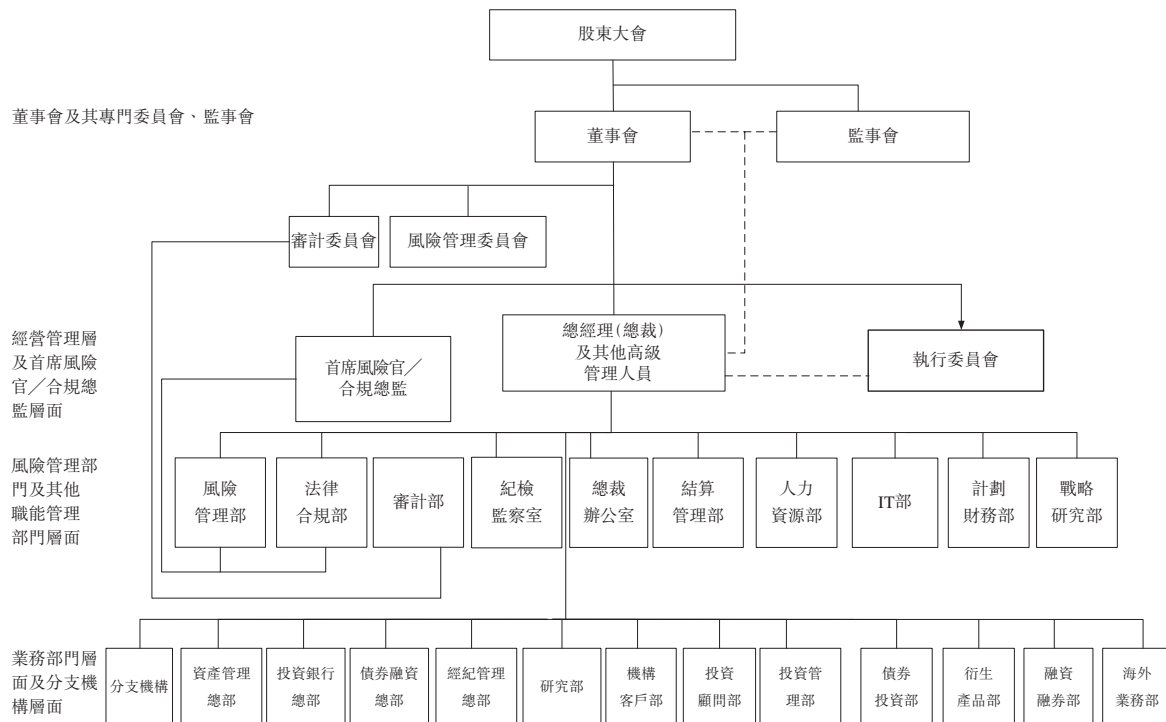 股東大會
董事會及其專門委員會、監事會
董事會
監事會
審計委員會
風險管理委員會
經營管理層
及首席風險
官／合規總
監層面
首席風險官／
合規總監
總經理(總裁)
及其他高級
管理人員
執行委員會
風險管理部
門及其他
職能管理
部門層面
風險
管理部
法律
合規部
審計部
紀檢
監察室
總裁
辦公室
結算
管理部
人力
資源部
IT部
計劃
財務部
戰略
研究部
業務部門層
面及分支機
構層面
分支機構
資產管理
總部
投資銀行
總部
債券融資
總部
經紀管理
總部
研究部
機構
客戶部
投資
顧問部
投資管
理部
債券
投資部
衍生
產品部
融資
融券部
海外
業務部